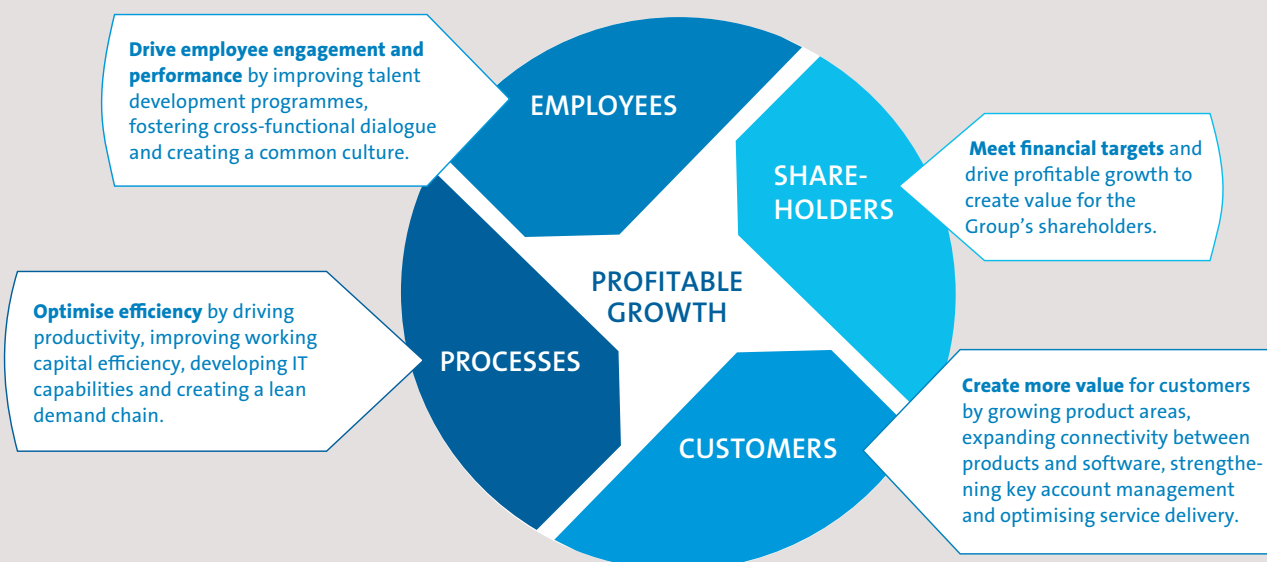 Drive employee engagement and
performance by improving talent
development programmes,
fostering cross-functional dialogue
and creating a common culture.
EMPLOYEES
SHARE-
HOLDERS
Meet financial targets and
drive profitable growth to
create value for the
Group's shareholders.
PROFITABLE
GROWTH
Optimise efficiency by driving
productivity, improving working
capital efficiency, developing IT
capabilities and creating a lean
demand chain.
PROCESSES
CUSTOMERS
Create more value for customers
by growing product areas,
expanding connectivity between
products and software, strengthe-
ning key account management
and optimising service delivery.